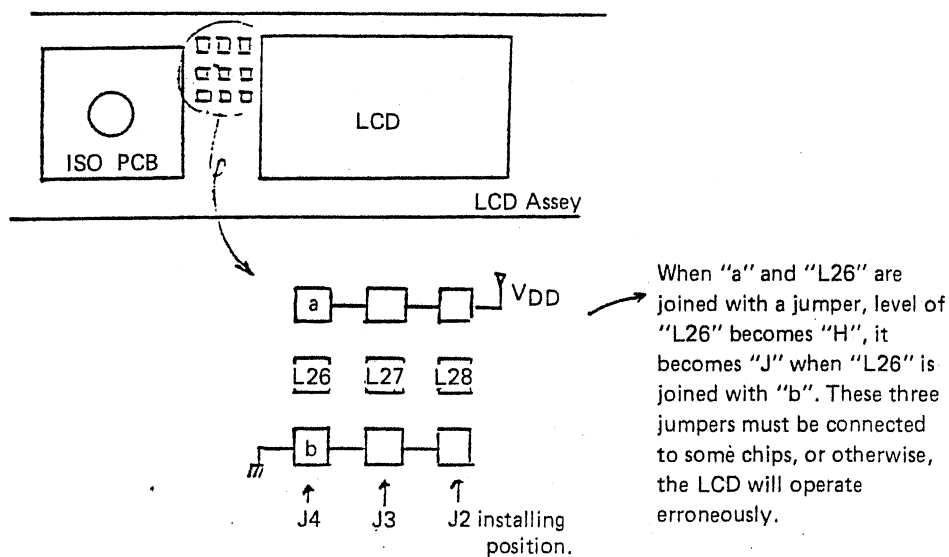 LCD
ISO PCB
LCD Assey
a
VDD
L26 L27 L28
b
J4 J3 J2 installing
position.
When "a" and "L26" are
joined with a jumper, level of
"L26" becomes "H", it
becomes "J" when "L26" is
joined with "b". These three
jumpers must be connected
to some chips, or otherwise,
the LCD will operate
erroneously.